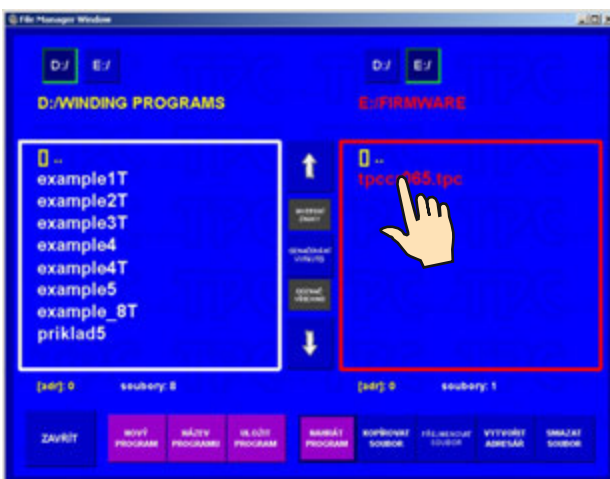 File Manager Window
D:/ E:/
D:/WINDING PROGRAMS
[] ..
example1T
example2T
example3T
example4
example4T
example5
example_8T
priklad5
[adr]: 0 soubory: 8
D:/ E:/
E:/FIRMWARE
[] ..
.tpc
[adr]: 0 soubory: 1
ZAVŘÍT
NOVÝ PROGRAM
NÁZEV PROGRAMU
ULOŽIT PROGRAM
NAHRÁT PROGRAM
KOPÍROVAT SOUBOR
PŘEJMENOVAT SOUBOR
VYTVOŘIT ADRESÁŘ
SMAZAT SOUBOR